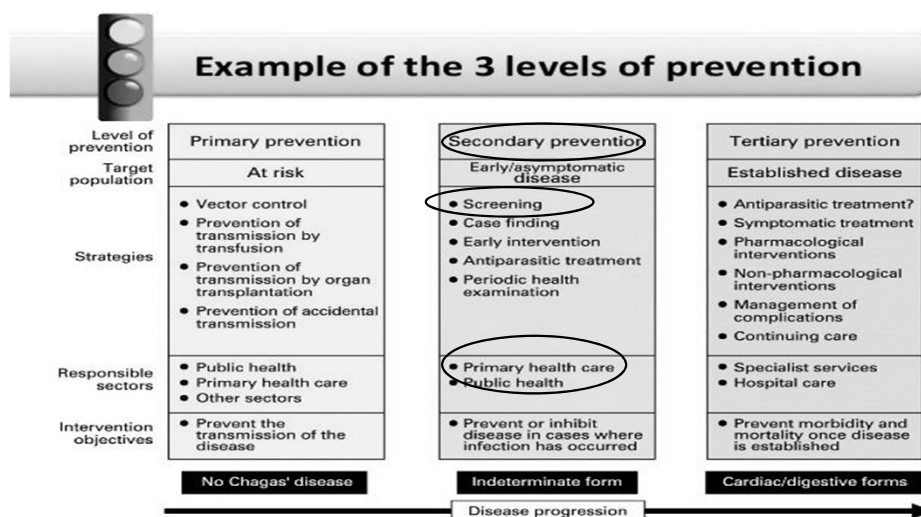 Example of the 3 levels of prevention
Level of
prevention
Primary prevention
Secondary prevention
Tertiary prevention
Target
population
At risk
Early/asymptomatic
disease
Established disease
Strategies
• Vector control
• Prevention of
transmission by
transfusion
• Prevention of
transmission by organ
transplantation
• Prevention of accidental
transmission
• Screening
• Case finding
• Early intervention
• Antiparasitic treatment
• Periodic health
examination
• Antiparasitic treatment?
• Symptomatic treatment
• Pharmacological
interventions
• Non-pharmacological
interventions
• Management of
complications
• Continuing care
Responsible
sectors
• Public health
• Primary health care
• Other sectors
• Primary health care
• Public health
• Specialist services
• Hospital care
Intervention
objectives
• Prevent the
transmission of the
disease
• Prevent or inhibit
disease in cases where
infection has occurred
• Prevent morbidity and
mortality once disease
is established
No Chagas' disease
Indeterminate form
Cardiac/digestive forms
Disease progression